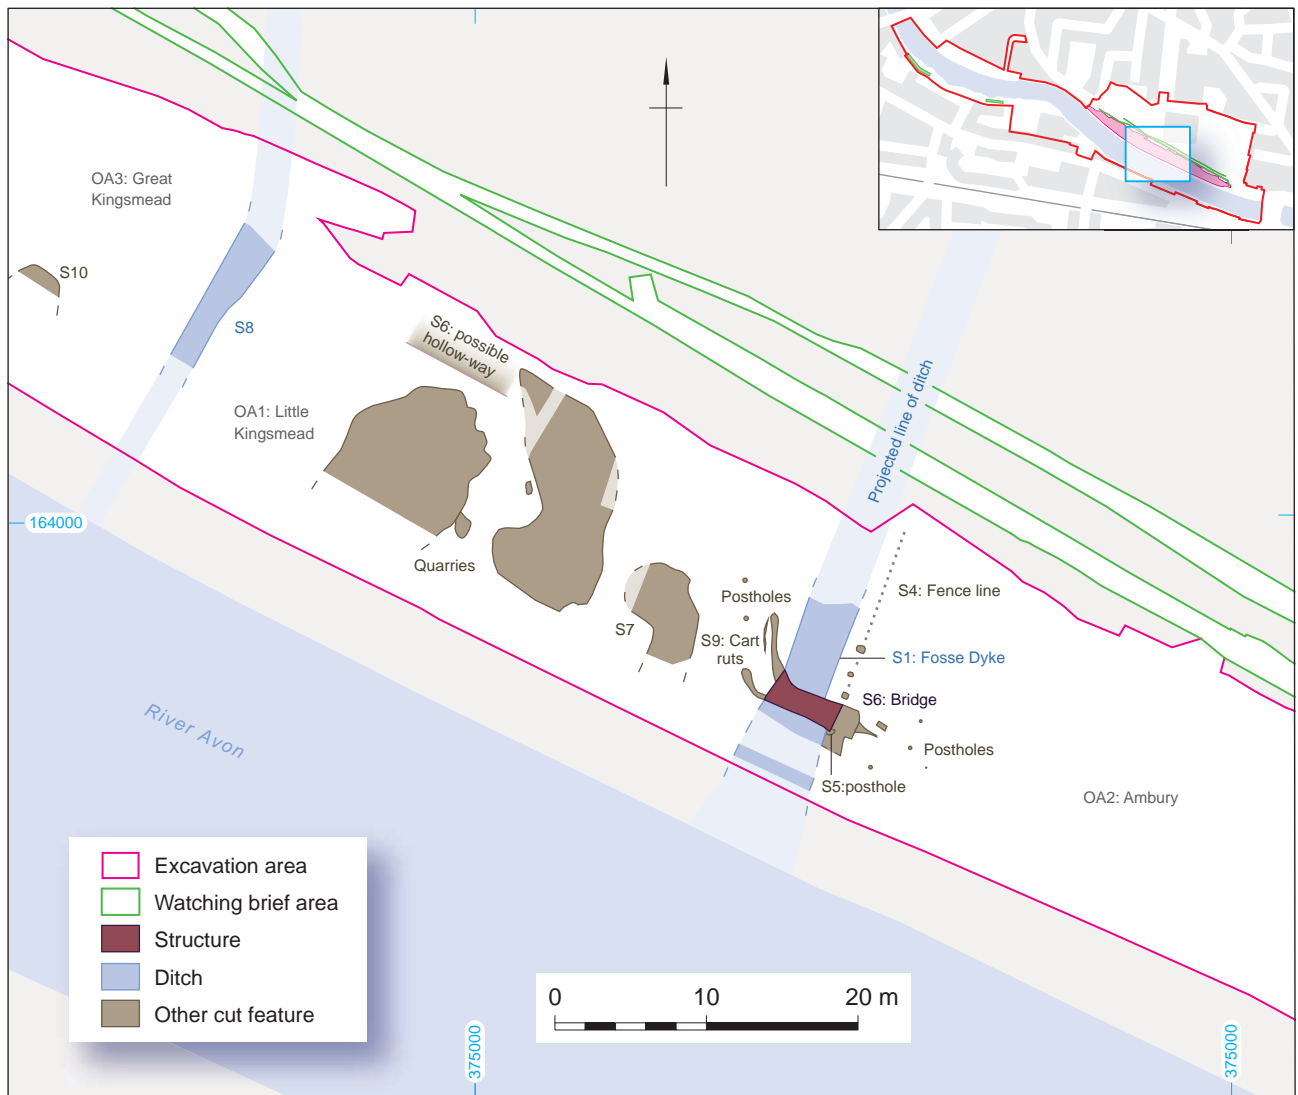 OA3: Great
Kingsmead
S10
S8
S6: possible
hollow-way
OA1: Little
Kingsmead
Projected line of ditch
164000
Quarries
S4: Fence line
Postholes
S7
S9: Cart
ruts
S1: Fosse Dyke
S6: Bridge
River Avon
Postholes
S5:posthole
OA2: Ambury
Excavation area
Watching brief area
Structure
Ditch
Other cut feature
0 10 20 m
375000
375000